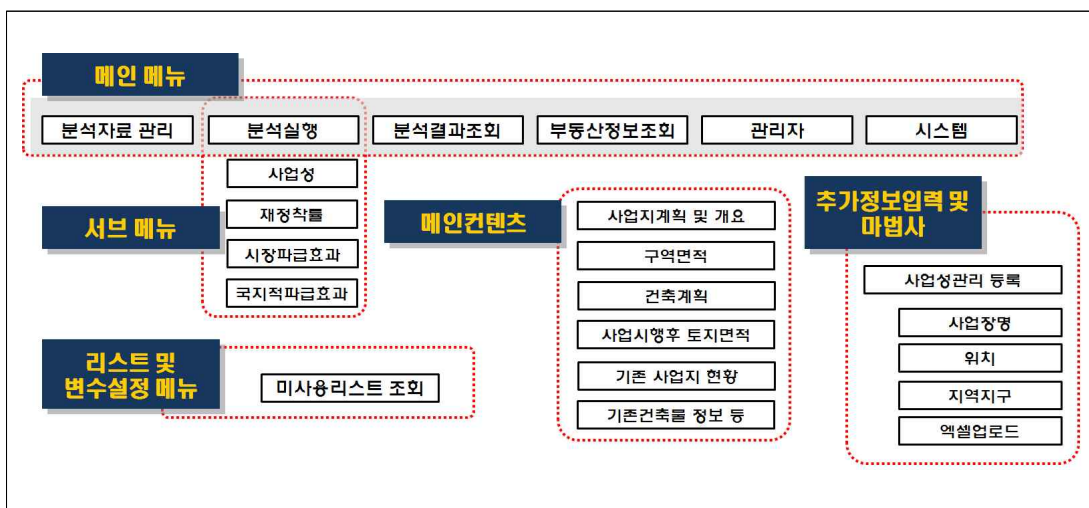 메인 메뉴
분석자료 관리
분석실행
분석결과조회
부동산정보조회
관리자
시스템
서브 메뉴
사업성
재정착률
시장파급효과
국지적파급효과
메인컨텐츠
사업지계획 및 개요
구역면적
건축계획
사업시행후 토지면적
기존 사업지 현황
기존건축물 정보 등
추가정보입력 및
마법사
사업성관리 등록
사업장명
위치
지역지구
엑셀업로드
리스트 및
변수설정 메뉴
미사용리스트 조회